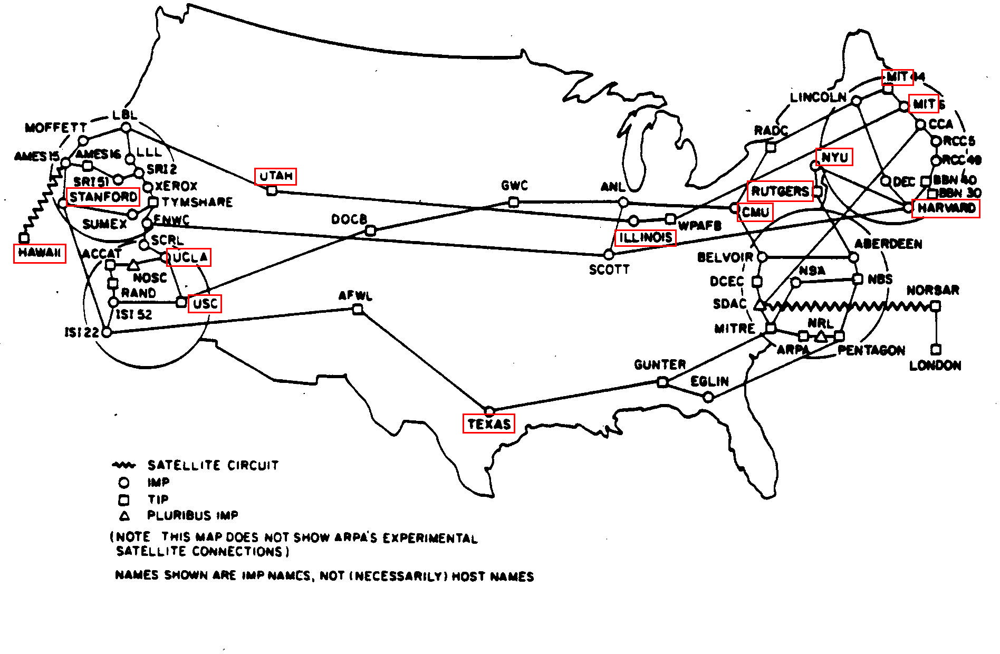 MIT 44
LINCOLN
MIT 6
LBL
MOFFETT
RADC
CCA
RCC 5
AMES 15
AMES 16
LLL
NYU
RCC 49
SRI 2
UTAH
SRI 51
XEROX
GWC
ANL
RUTGERS
DEC
BBN 40
BBN 30
STANFORD
TYMSHARE
CMU
HARVARD
SUMEX
FNWC
DOCB
WPAFB
ILLINOIS
SCRL
ABERDEEN
HAWAII
ACCAT
UCLA
BELVOIR
SCOTT
NOSC
NSA
DCEC
NBS
RAND
NORSAR
AFWL
USC
SDAC
ISI 52
NRL
ISI 22
MITRE
ARPA
PENTAGON
GUNTER
LONDON
EGLIN
TEXAS
SATELLITE CIRCUIT
IMP
TIP
PLURIBUS IMP
(NOTE THIS MAP DOES NOT SHOW ARPA'S EXPERIMENTAL
SATELLITE CONNECTIONS)
NAMES SHOWN ARE IMP NAMES, NOT (NECESSARILY) HOST NAMES